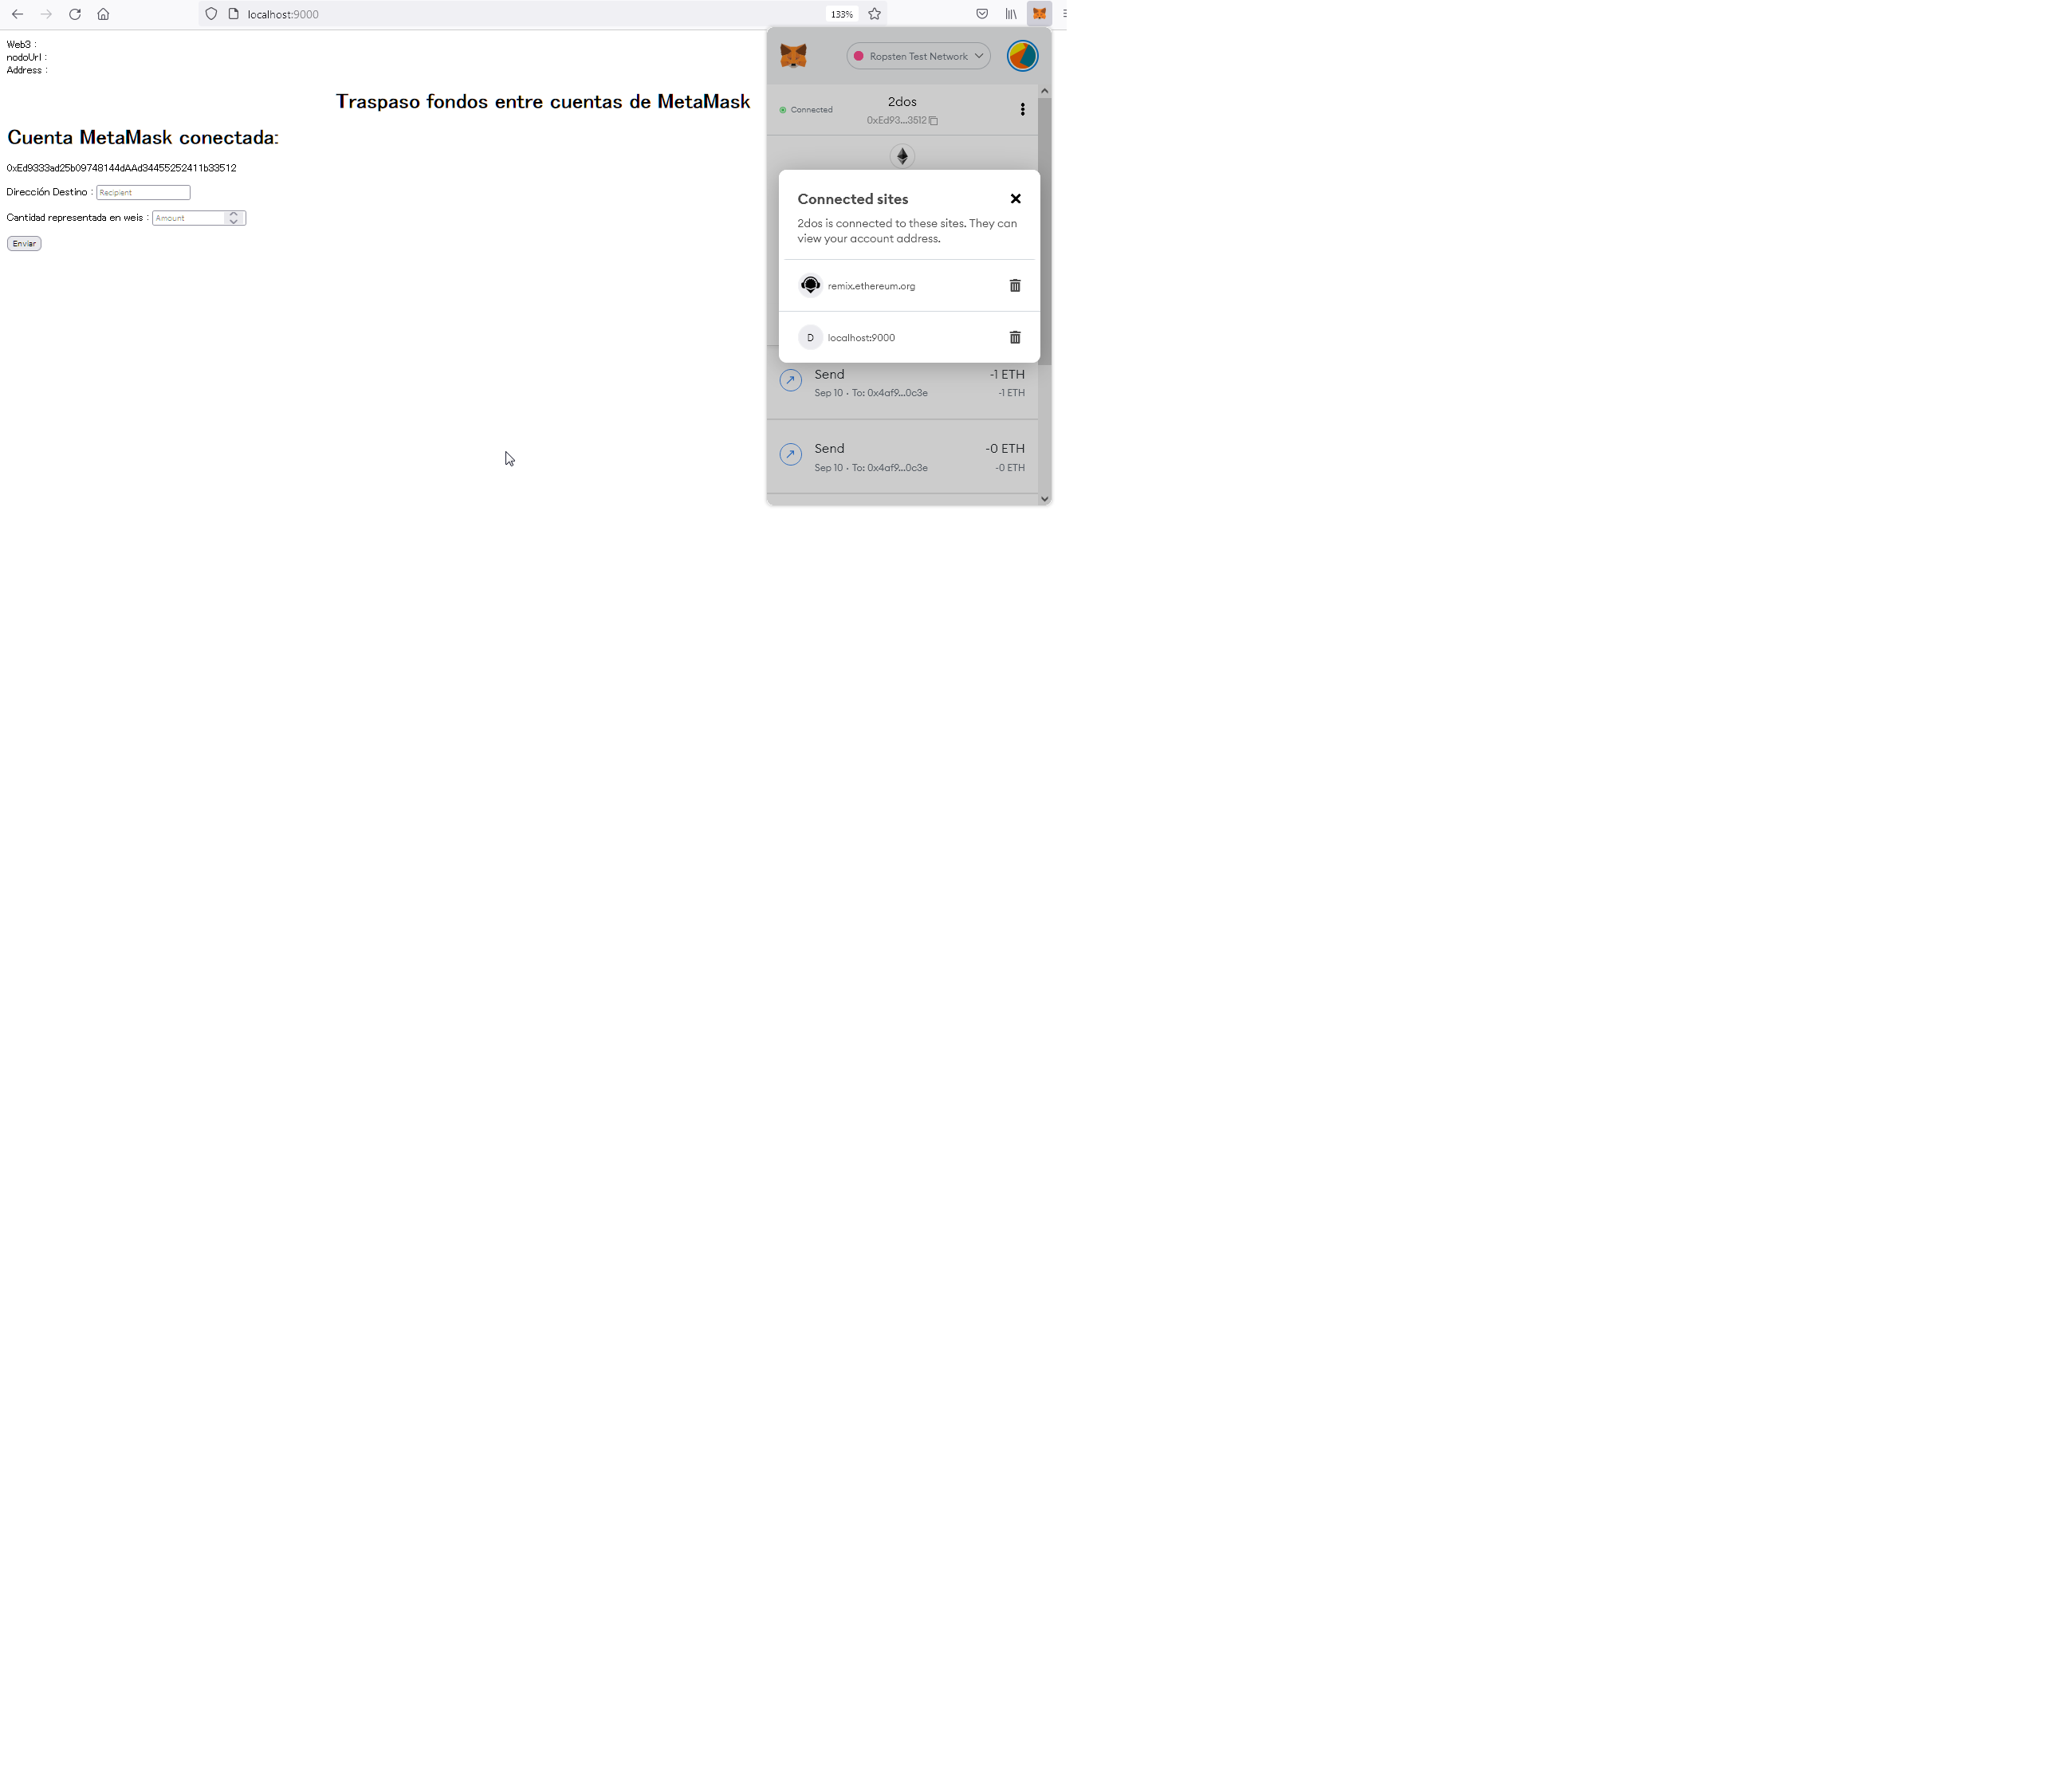 localhost:9000
133%
Web3 :
nodoUrl :
Address :
Traspaso fondos entre cuentas de MetaMask
Cuenta MetaMask conectada:
0xEd9333ad25b09748144dAAd34455252411b33512
Dirección Destino : Recipient
Cantidad representada en weis : Amount
Enviar
Ropsten Test Network
Connected
2dos
0xEd93...3512
Connected sites
2dos is connected to these sites. They can
view your account address.
remix.ethereum.org
D localhost:9000
Send -1 ETH
Sep 10 · To: 0x4af9...0c3e -1 ETH
Send -0 ETH
Sep 10 · To: 0x4af9...0c3e -0 ETH